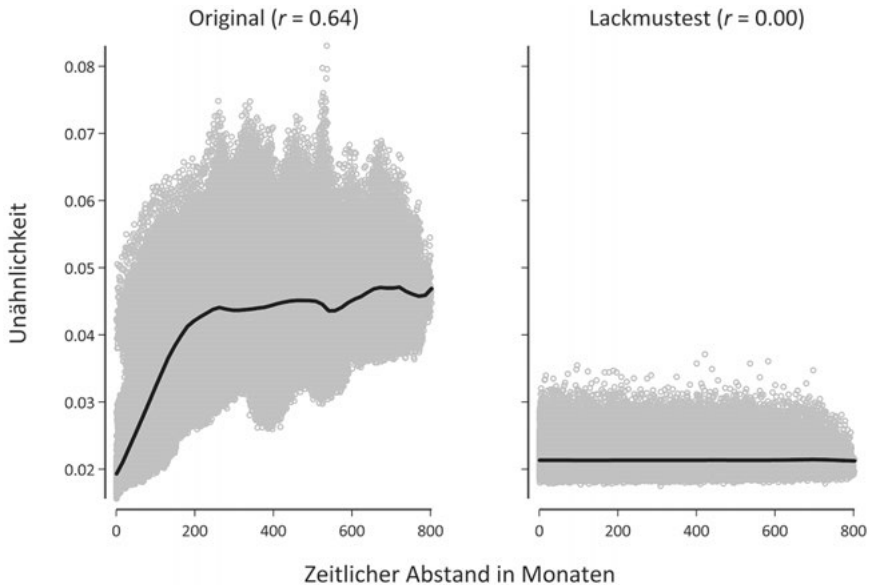 Original (r = 0.64)
Lackmustest (r = 0.00)
Unähnlichkeit
0.08
0.07
0.06
0.05
0.04
0.03
0.02
0 200 400 600 800
0 200 400 600 800
Zeitlicher Abstand in Monaten